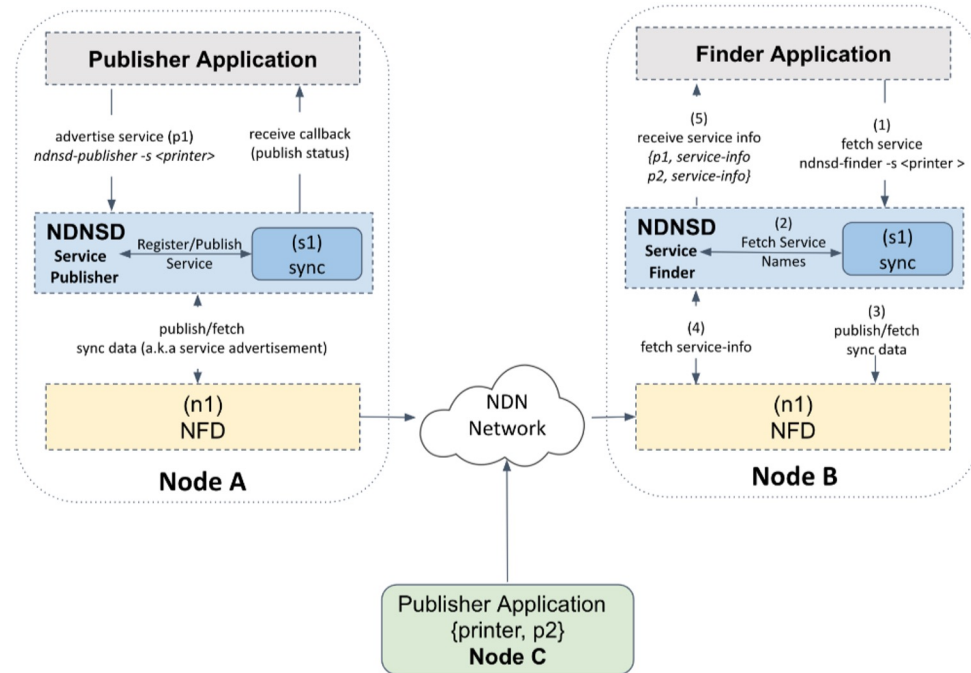 Publisher Application
advertise service (p1)
ndnsd-publisher -s <printer>
receive callback
(publish status)
NDNSD
Service
Publisher
Register/Publish
Service
(s1)
sync
publish/fetch
sync data (a.k.a service advertisement)
(n1)
NFD
Node A
NDN
Network
Publisher Application
{printer, p2}
Node C
Finder Application
(5)
receive service info
{p1, service-info
p2, service-info}
(1)
fetch service
ndnsd-finder -s <printer >
NDNSD
Service
Finder
(2)
Fetch Service
Names
(s1)
sync
(4)
fetch service-info
(3)
publish/fetch
sync data
(n1)
NFD
Node B